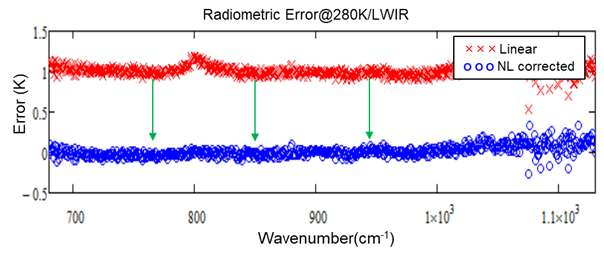 Radiometric Error@280K/LWIR
Error (K)
1.5
1
0.5
0
−0.5
××× Linear
ooo NL corrected
700 800 900 1×10³ 1.1×10³
Wavenumber(cm⁻¹)